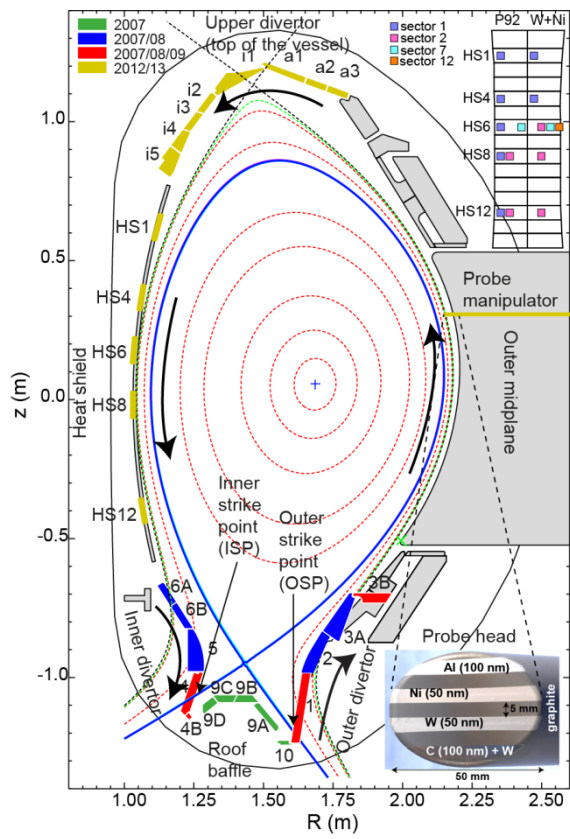 2007
2007/08
2007/08/09
2012/13
Upper divertor
(top of the vessel)
i1
a1
i2
a2
a3
i3
i4
i5
sector 1
sector 2
sector 7
sector 12
P92
W+Ni
HS1
HS4
HS6
HS8
HS12
HS1
HS4
HS6
HS8
HS12
Heat shield
Probe
manipulator
Outer midplane
Inner
strike
point
(ISP)
Outer
strike
point
(OSP)
6A
6B
5
4
4B
9C
9B
9D
9A
10
1
2
3A
3B
Inner divertor
Roof
baffle
Outer divertor
Probe head
Al (100 nm)
Ni (50 nm)
5 mm
W (50 nm)
C (100 nm) + W
graphite
50 mm
1.0
0.5
0.0
-0.5
-1.0
z (m)
1.00
1.25
1.50
1.75
2.00
2.25
2.50
R (m)